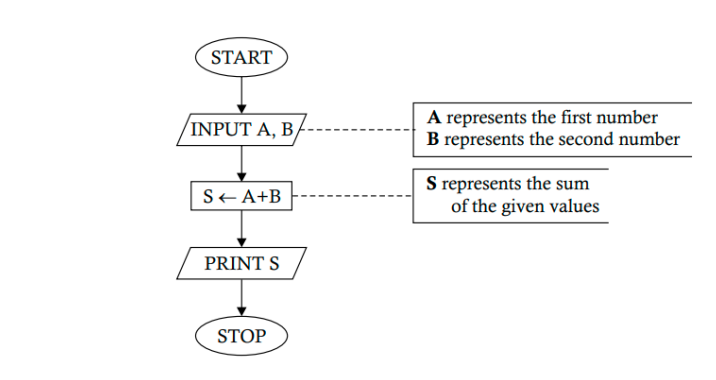 START
INPUT A, B
A represents the first number
B represents the second number
S ← A+B
S represents the sum
of the given values
PRINT S
STOP